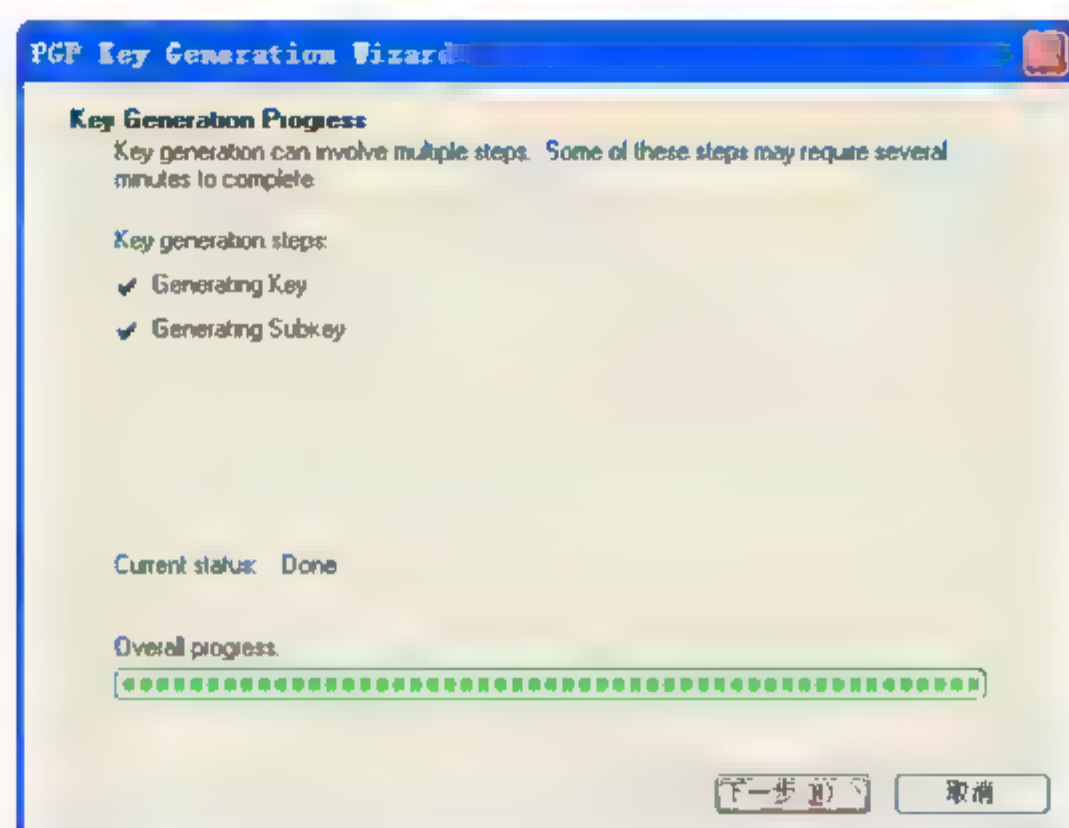 PGP Key Generation Wizard
Key Generation Progress
Key generation can involve multiple steps. Some of these steps may require several
minutes to complete.
Key generation steps:
Generating Key
Generating Subkey
Current status: Done
Overall progress:
下一步(N) > 取消